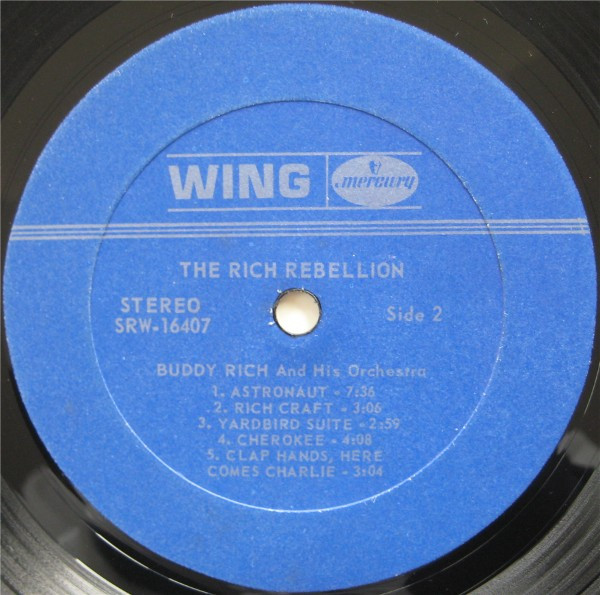 WING mercury
THE RICH REBELLION
STEREO
SRW-16407
Side 2
BUDDY RICH And His Orchestra
1. ASTRONAUT - 7:36
2. RICH CRAFT - 3:06
3. YARDBIRD SUITE - 2:59
4. CHEROKEE - 4:08
5. CLAP HANDS, HERE
COMES CHARLIE - 3:04